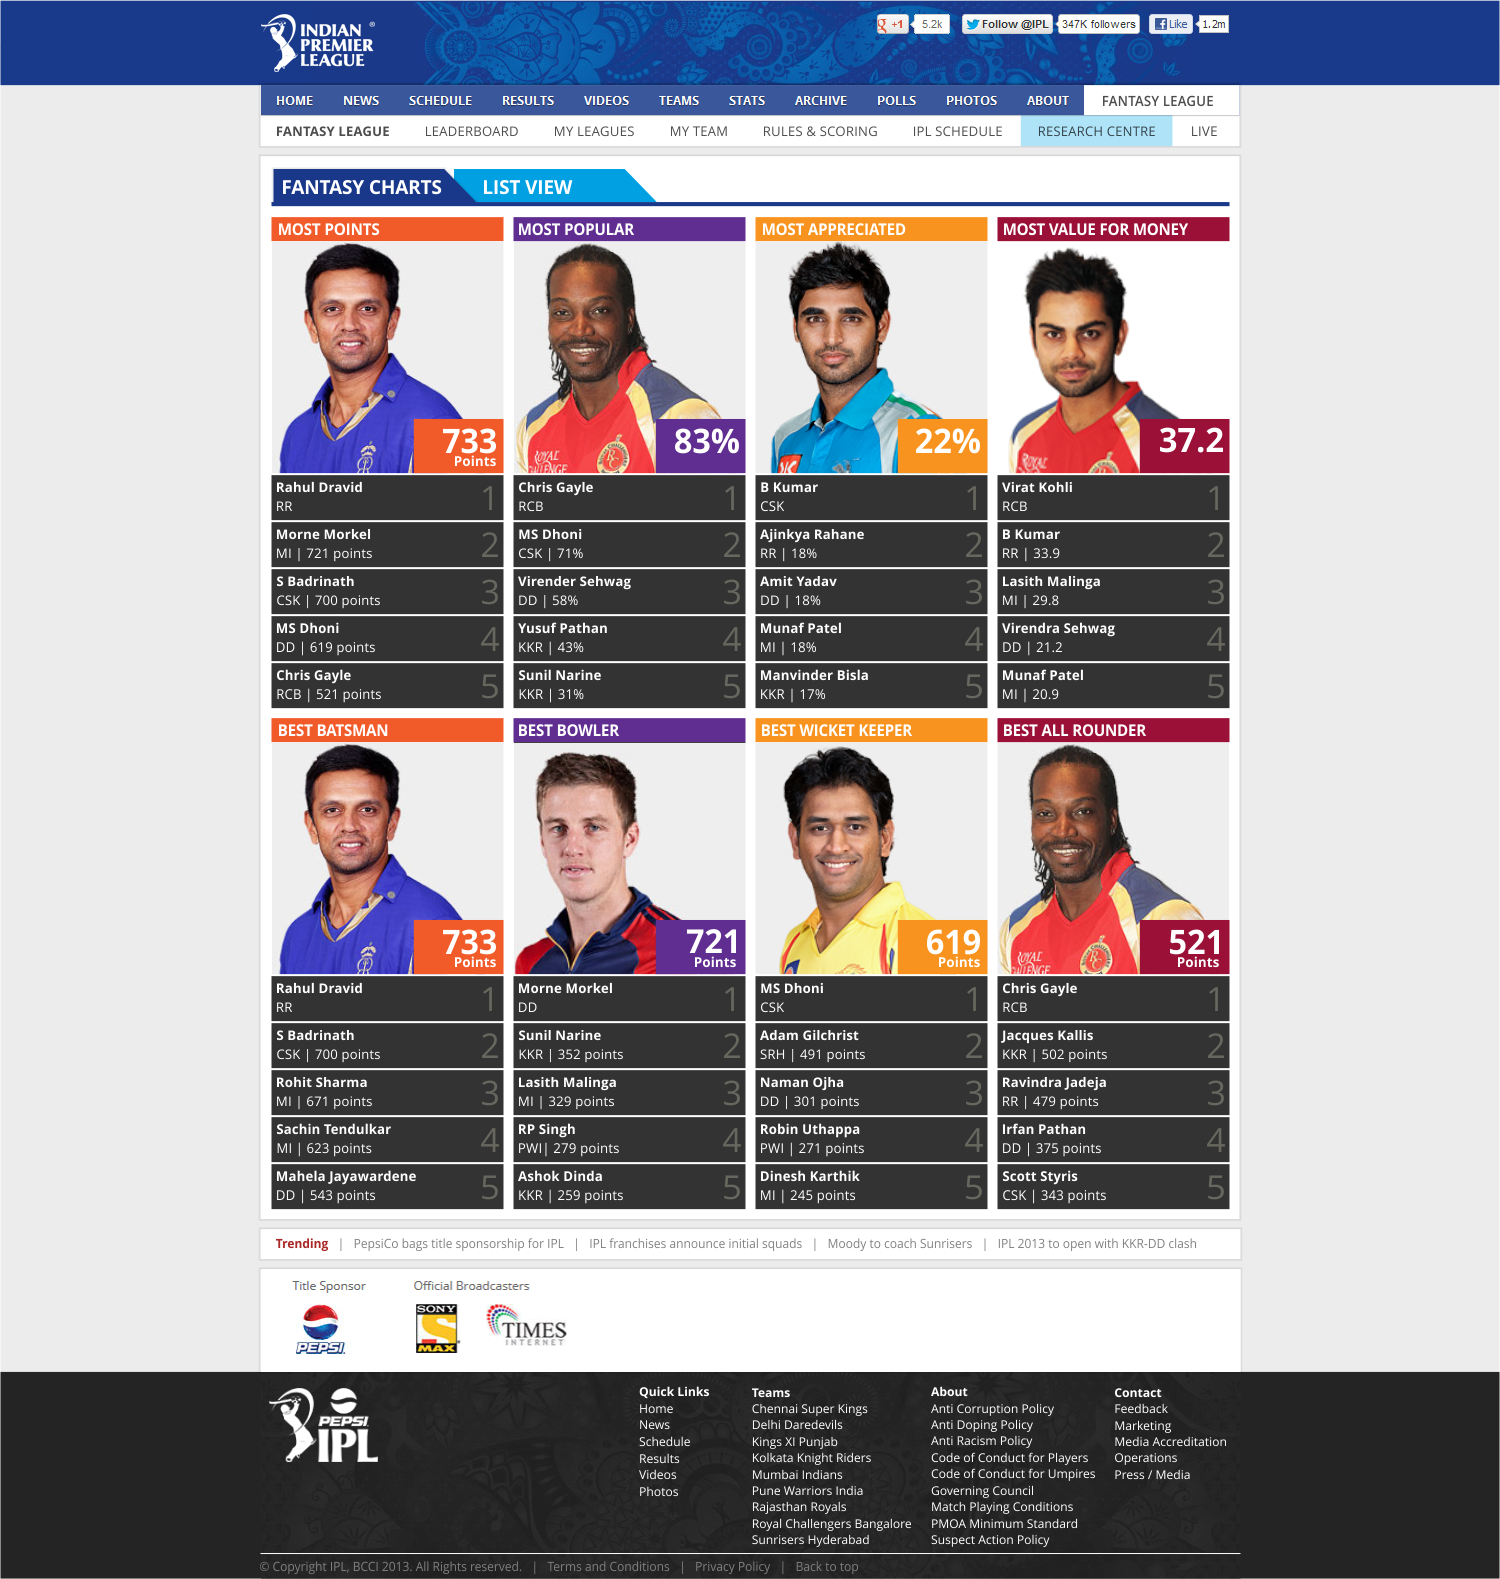 INDIAN
PREMIER
LEAGUE
+1 5.2k Follow @IPL 347K followers Like 1.2m
HOME NEWS SCHEDULE RESULTS VIDEOS TEAMS STATS ARCHIVE POLLS PHOTOS ABOUT FANTASY LEAGUE
FANTASY LEAGUE LEADERBOARD MY LEAGUES MY TEAM RULES & SCORING IPL SCHEDULE RESEARCH CENTRE LIVE
FANTASY CHARTS LIST VIEW
MOST POINTS
733
Points
Rahul Dravid 1
RR
Morne Morkel 2
MI | 721 points
S Badrinath 3
CSK | 700 points
MS Dhoni 4
DD | 619 points
Chris Gayle 5
RCB | 521 points
MOST POPULAR
83%
Chris Gayle 1
RCB
MS Dhoni 2
CSK | 71%
Virender Sehwag 3
DD | 58%
Yusuf Pathan 4
KKR | 43%
Sunil Narine 5
KKR | 31%
MOST APPRECIATED
22%
B Kumar 1
CSK
Ajinkya Rahane 2
RR | 18%
Amit Yadav 3
DD | 18%
Munaf Patel 4
MI | 18%
Manvinder Bisla 5
KKR | 17%
MOST VALUE FOR MONEY
37.2
Virat Kohli 1
RCB
B Kumar 2
RR | 33.9
Lasith Malinga 3
MI | 29.8
Virendra Sehwag 4
DD | 21.2
Munaf Patel 5
MI | 20.9
BEST BATSMAN
733
Points
Rahul Dravid 1
RR
S Badrinath 2
CSK | 700 points
Rohit Sharma 3
MI | 671 points
Sachin Tendulkar 4
MI | 623 points
Mahela Jayawardene 5
DD | 543 points
BEST BOWLER
721
Points
Morne Morkel 1
DD
Sunil Narine 2
KKR | 352 points
Lasith Malinga 3
MI | 329 points
RP Singh 4
PWI| 279 points
Ashok Dinda 5
KKR | 259 points
BEST WICKET KEEPER
619
Points
MS Dhoni 1
CSK
Adam Gilchrist 2
SRH | 491 points
Naman Ojha 3
DD | 301 points
Robin Uthappa 4
PWI | 271 points
Dinesh Karthik 5
MI | 245 points
BEST ALL ROUNDER
521
Points
Chris Gayle 1
RCB
Jacques Kallis 2
KKR | 502 points
Ravindra Jadeja 3
RR | 479 points
Irfan Pathan 4
DD | 375 points
Scott Styris 5
CSK | 343 points
Trending | PepsiCo bags title sponsorship for IPL | IPL franchises announce initial squads | Moody to coach Sunrisers | IPL 2013 to open with KKR-DD clash
Title Sponsor Official Broadcasters
PEPSI
SONY
MAX
TIMES
INTERNET
PEPSI
IPL
Quick Links
Home
News
Schedule
Results
Videos
Photos
Teams
Chennai Super Kings
Delhi Daredevils
Kings XI Punjab
Kolkata Knight Riders
Mumbai Indians
Pune Warriors India
Rajasthan Royals
Royal Challengers Bangalore
Sunrisers Hyderabad
About
Anti Corruption Policy
Anti Doping Policy
Anti Racism Policy
Code of Conduct for Players
Code of Conduct for Umpires
Governing Council
Match Playing Conditions
PMOA Minimum Standard
Suspect Action Policy
Contact
Feedback
Marketing
Media Accreditation
Operations
Press / Media
© Copyright IPL, BCCI 2013. All Rights reserved. | Terms and Conditions | Privacy Policy | Back to top